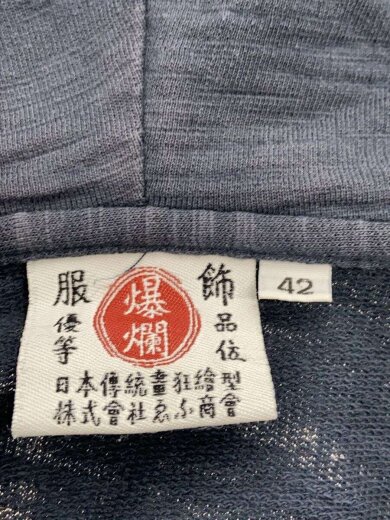 服 爆 飾
優 爛 品
等 位
日本傳統畫狂繪型
株式會社ゑふ商會
42